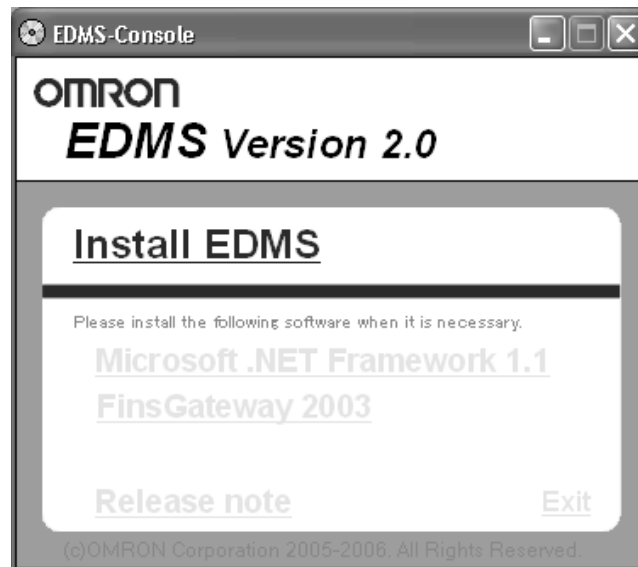 EDMS-Console
OMRON
EDMS Version 2.0
Install EDMS
Please install the following software when it is necessary.
Microsoft .NET Framework 1.1
FinsGateway 2003
Release note
Exit
(c)OMRON Corporation 2005-2006. All Rights Reserved.